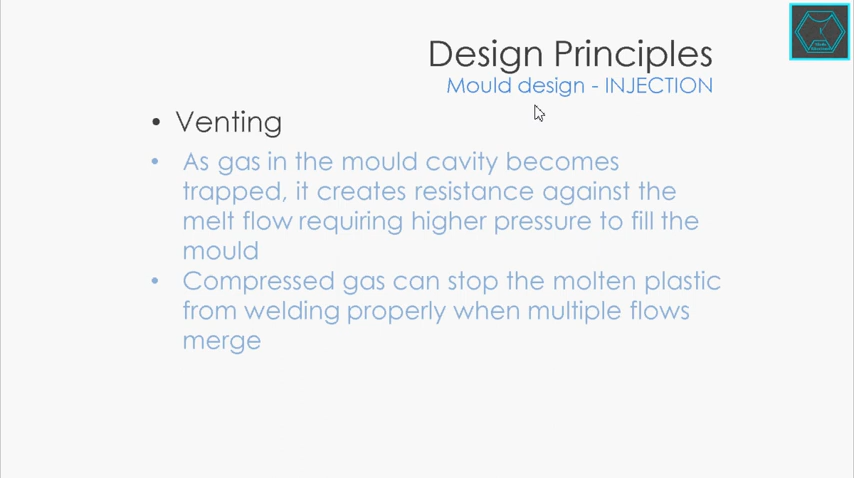 Design Principles
Mould design - INJECTION
• Venting
• As gas in the mould cavity becomes
trapped, it creates resistance against the
melt flow requiring higher pressure to fill the
mould
• Compressed gas can stop the molten plastic
from welding properly when multiple flows
merge